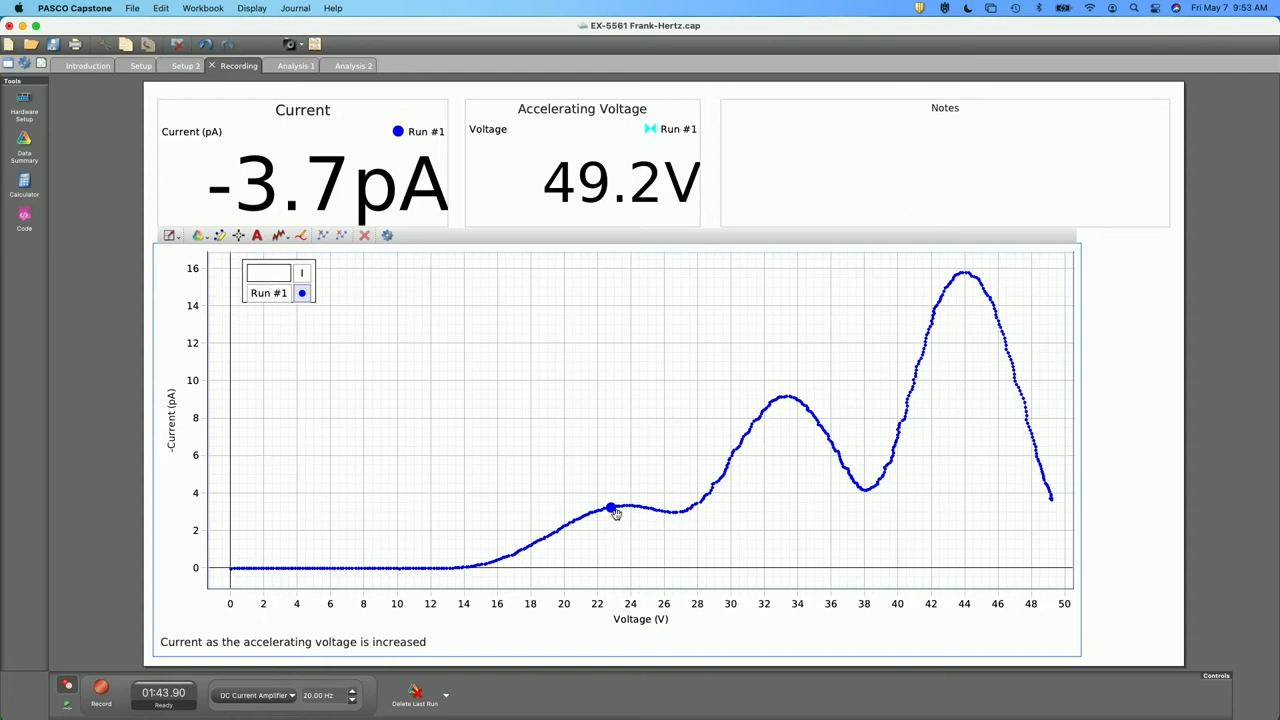 PASCO Capstone File Edit Workbook Display Journal Help
Fri May 7 9:53 AM
EX-5561 Frank-Hertz.cap
Introduction Setup Setup 2 Recording Analysis 1 Analysis 2
Tools
Hardware
Setup
Data
Summary
Calculator
Code
Current
Current (pA) Run #1
-3.7pA
Accelerating Voltage
Voltage Run #1
49.2V
Notes
I
Run #1
-Current (pA)
16
14
12
10
8
6
4
2
0
0 2 4 6 8 10 12 14 16 18 20 22 24 26 28 30 32 34 36 38 40 42 44 46 48 50
Voltage (V)
Current as the accelerating voltage is increased
Controls
Record
01:43.90
Ready
DC Current Amplifier
20.00 Hz
Delete Last Run